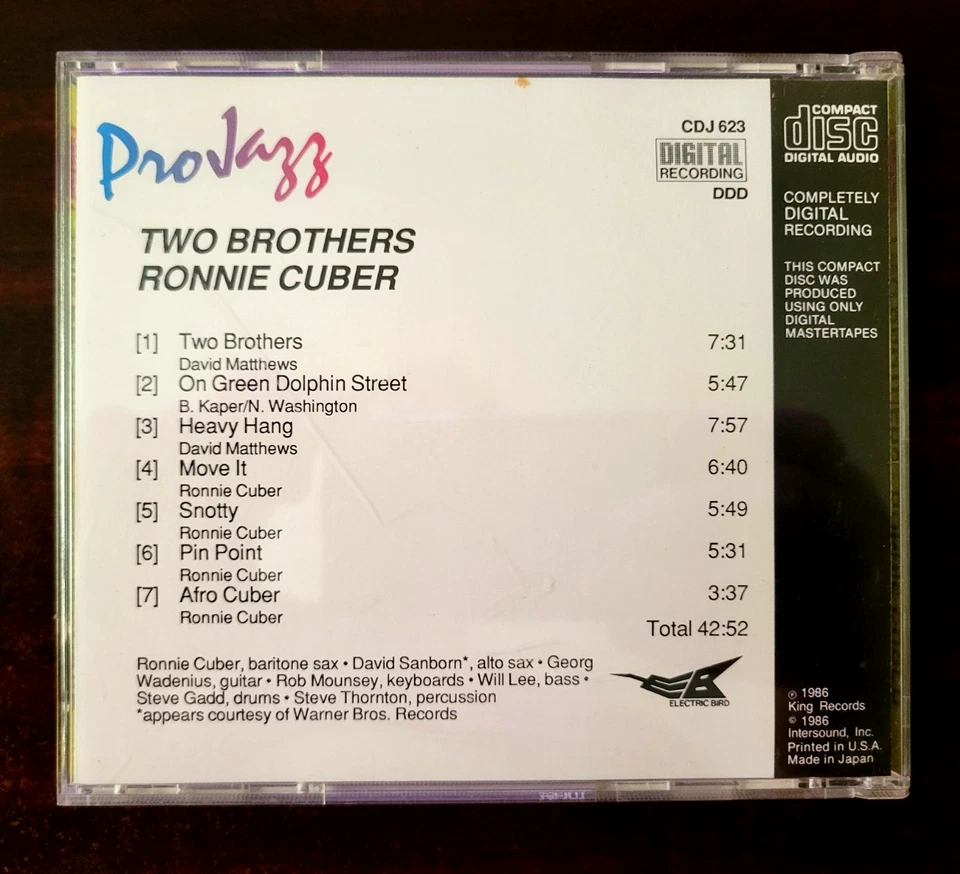 ProJazz
CDJ 623
DIGITAL
RECORDING
DDD
TWO BROTHERS
RONNIE CUBER
[1] Two Brothers 7:31
David Matthews
[2] On Green Dolphin Street 5:47
B. Kaper/N. Washington
[3] Heavy Hang 7:57
David Matthews
[4] Move It 6:40
Ronnie Cuber
[5] Snotty 5:49
Ronnie Cuber
[6] Pin Point 5:31
Ronnie Cuber
[7] Afro Cuber 3:37
Ronnie Cuber
Total 42:52
Ronnie Cuber, baritone sax • David Sanborn*, alto sax • Georg
Wadenius, guitar • Rob Mounsey, keyboards • Will Lee, bass •
Steve Gadd, drums • Steve Thornton, percussion
*appears courtesy of Warner Bros. Records
EB
ELECTRIC BIRD
COMPACT
disc
DIGITAL AUDIO
COMPLETELY
DIGITAL
RECORDING
THIS COMPACT
DISC WAS
PRODUCED
USING ONLY
DIGITAL
MASTERTAPES
℗ 1986
King Records
© 1986
Intersound, Inc.
Printed in U.S.A.
Made in Japan